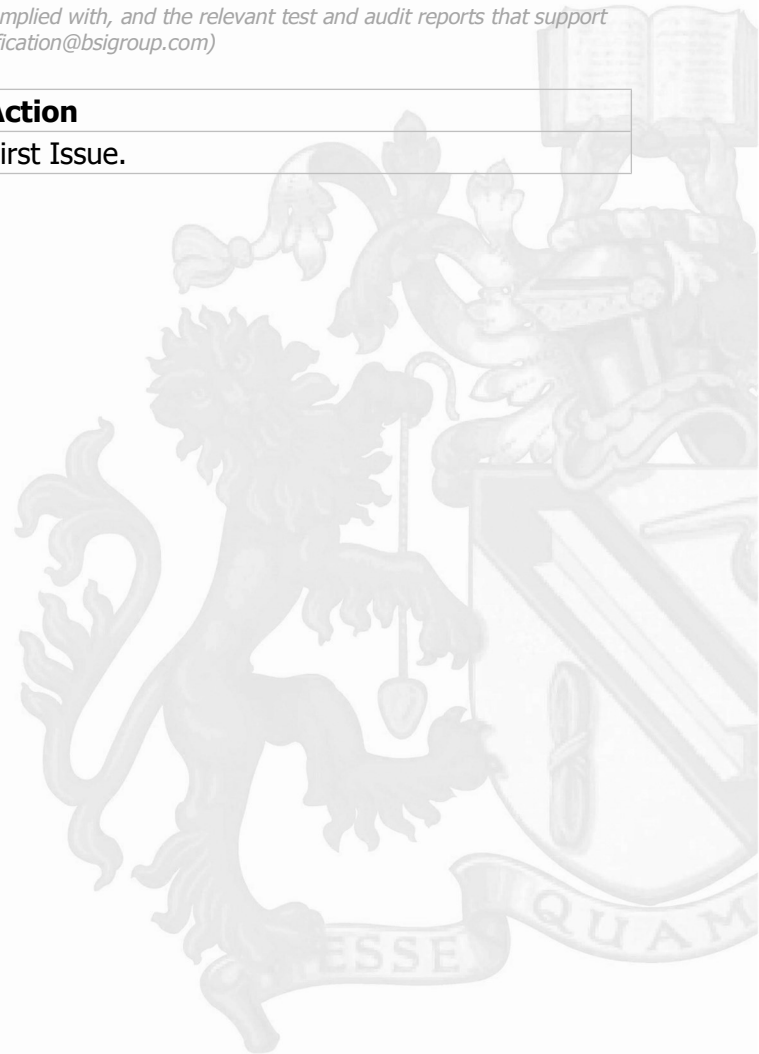 mplied with, and the relevant test and audit reports that support
fication@bsigroup.com)
Action
irst Issue.
ESSE
QUAM